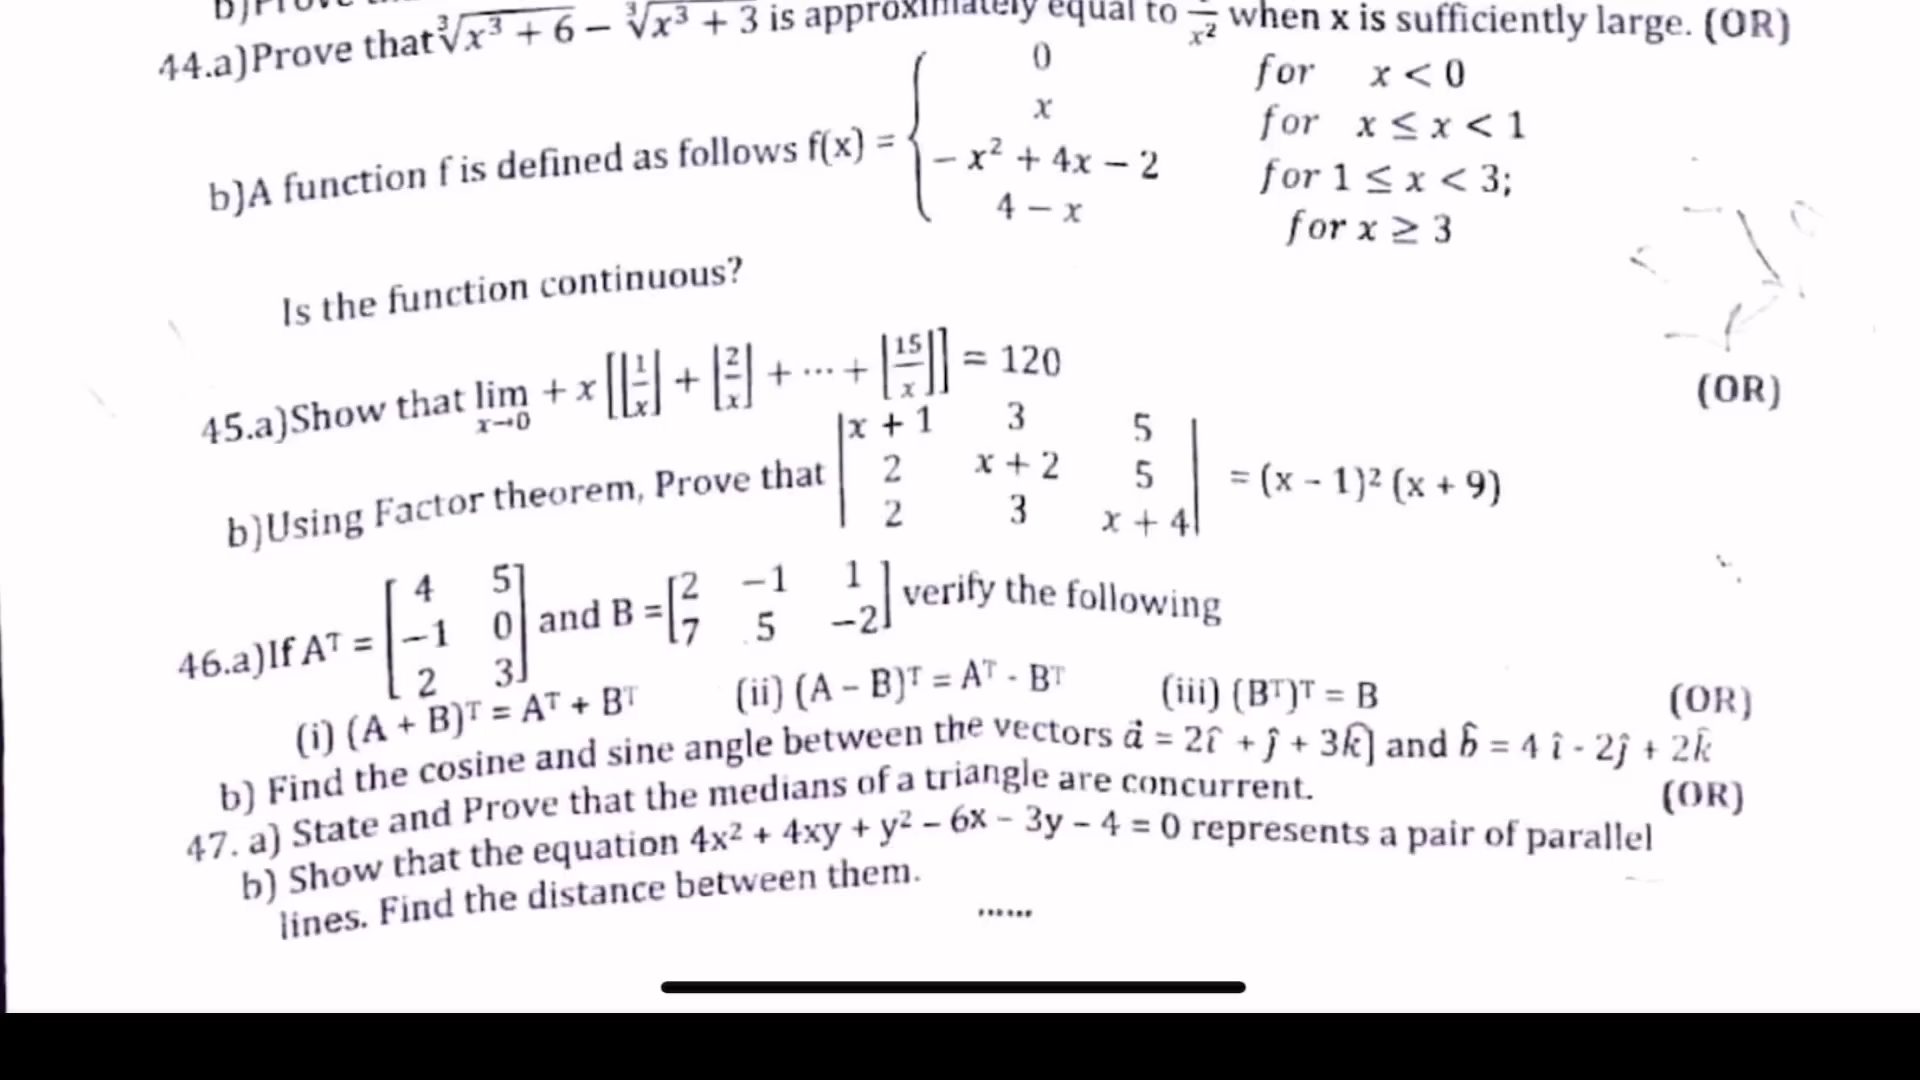 44.a)Prove that ∛x³ + 6 − ∛x³ + 3 is approximately equal to /x² when x is sufficiently large. (OR)
b)A function f is defined as follows f(x) = {
0 for x < 0
x for x ≤ x < 1
− x² + 4x − 2 for 1 ≤ x < 3;
4 − x for x ≥ 3
Is the function continuous?
45.a)Show that lim x→0 + x [⌊1/x⌋ + ⌊2/x⌋ + ⋯ + ⌊15/x⌋] = 120 (OR)
b)Using Factor theorem, Prove that |x + 1 3 5
2 x + 2 5
2 3 x + 4| = (x - 1)² (x + 9)
46.a)If Aᵀ = [4 5
−1 0
2 3] and B = [2 −1 1
7 5 −2] verify the following
(i) (A + B)ᵀ = Aᵀ + Bᵀ (ii) (A – B)ᵀ = Aᵀ - Bᵀ (iii) (Bᵀ)ᵀ = B (OR)
b) Find the cosine and sine angle between the vectors a⃗ = 2î + ĵ + 3k̂) and b̂ = 4 î - 2ĵ + 2k̂
47. a) State and Prove that the medians of a triangle are concurrent. (OR)
b) Show that the equation 4x² + 4xy + y² – 6x – 3y – 4 = 0 represents a pair of parallel
lines. Find the distance between them.
......